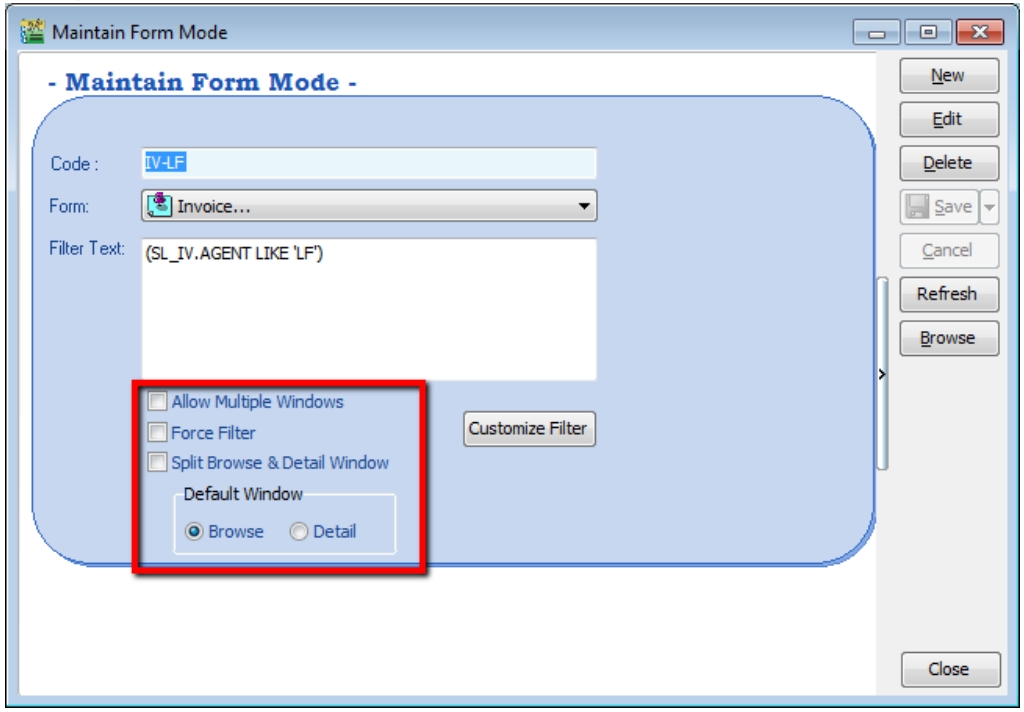 Maintain Form Mode
- Maintain Form Mode -
Code :
IV-LF
Form:
Invoice...
Filter Text:
(SL_IV.AGENT LIKE 'LF')
Allow Multiple Windows
Force Filter
Split Browse & Detail Window
Default Window
Browse
Detail
Customize Filter
New
Edit
Delete
Save
Cancel
Refresh
Browse
>
Close